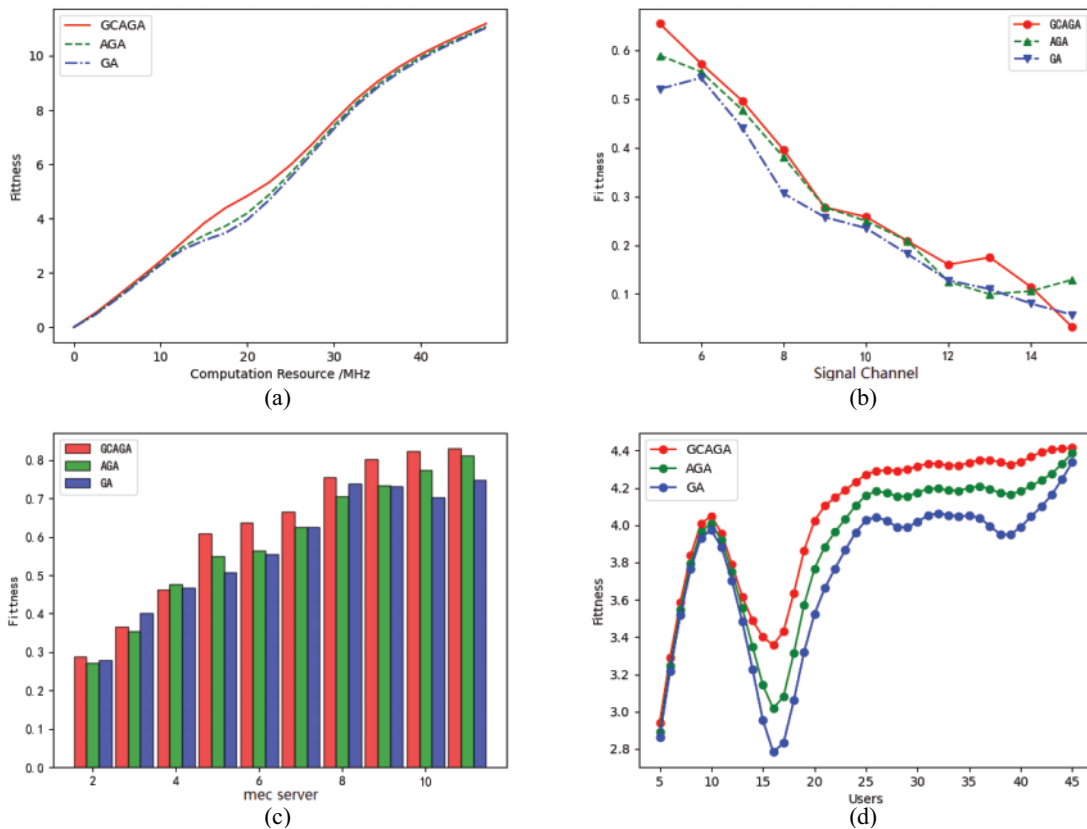 GCAGA
AGA
GA
Fittness
10
8
6
4
2
0
0 10 20 30 40
Computation Resource /MHz
(a)
GCAGA
AGA
GA
Fittness
0.6
0.5
0.4
0.3
0.2
0.1
6 8 10 12 14
Signal Channel
(b)
GCAGA
AGA
GA
Fittness
0.8
0.7
0.6
0.5
0.4
0.3
0.2
0.1
0.0
2 4 6 8 10
mec server
(c)
GCAGA
AGA
GA
Fittness
4.4
4.2
4.0
3.8
3.6
3.4
3.2
3.0
2.8
5 10 15 20 25 30 35 40 45
Users
(d)